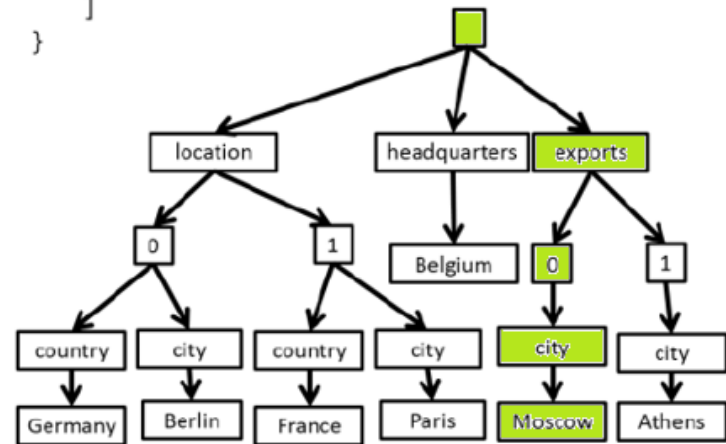 ]
}
location headquarters exports
0 1 Belgium 0 1
country city country city city city
Germany Berlin France Paris Moscow Athens